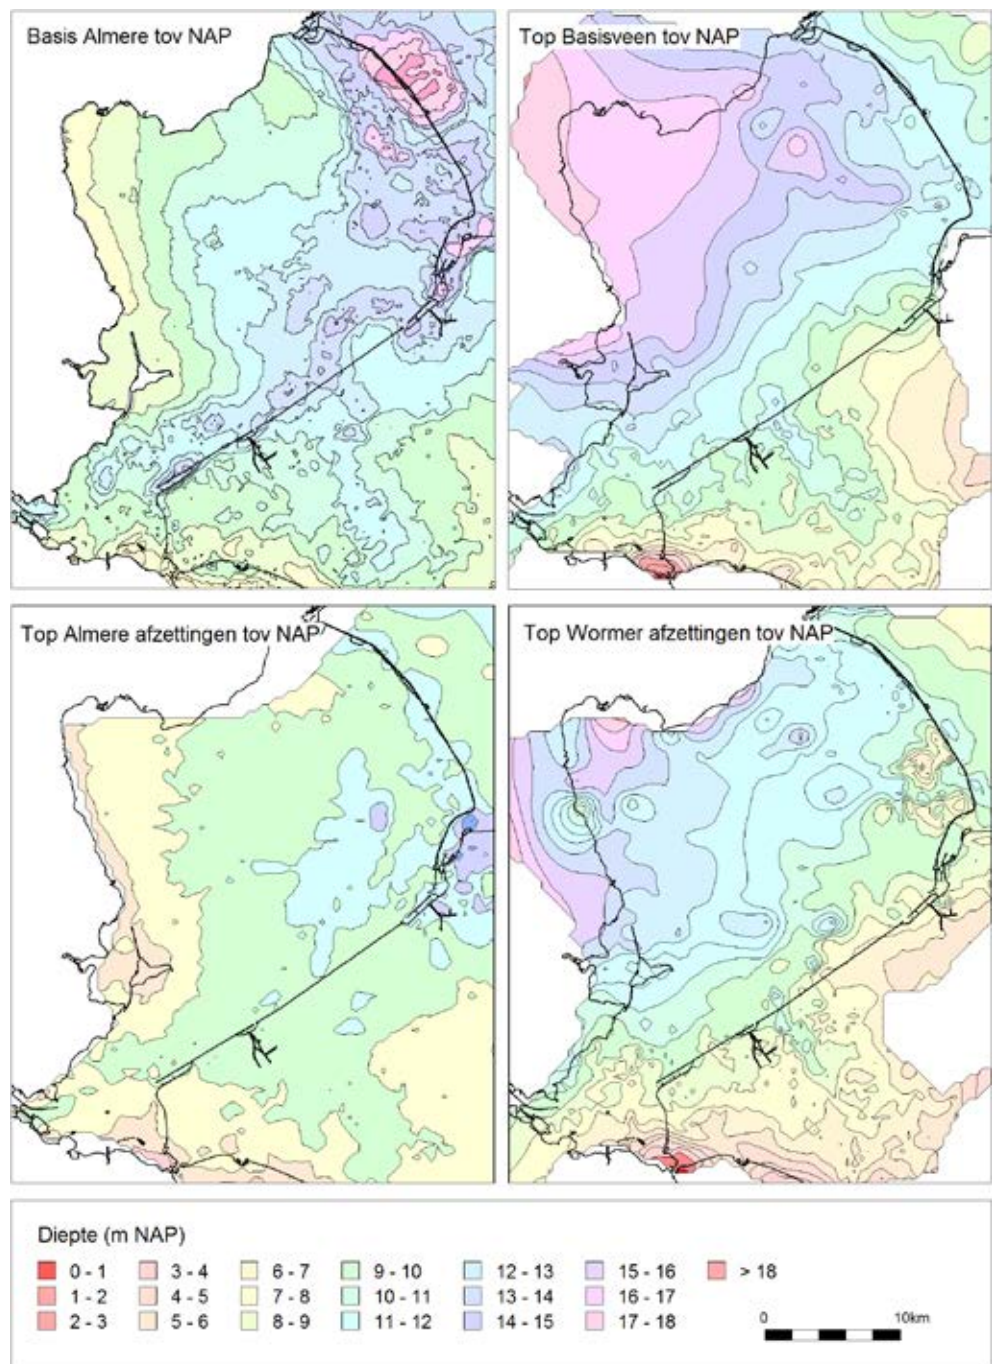 Basis Almere tov NAP
Top Basisveen tov NAP
Top Almere afzettingen tov NAP
Top Wormer afzettingen tov NAP
Diepte (m NAP)
0 - 1 3 - 4 6 - 7 9 - 10 12 - 13 15 - 16 > 18
1 - 2 4 - 5 7 - 8 10 - 11 13 - 14 16 - 17
2 - 3 5 - 6 8 - 9 11 - 12 14 - 15 17 - 18
0 10km